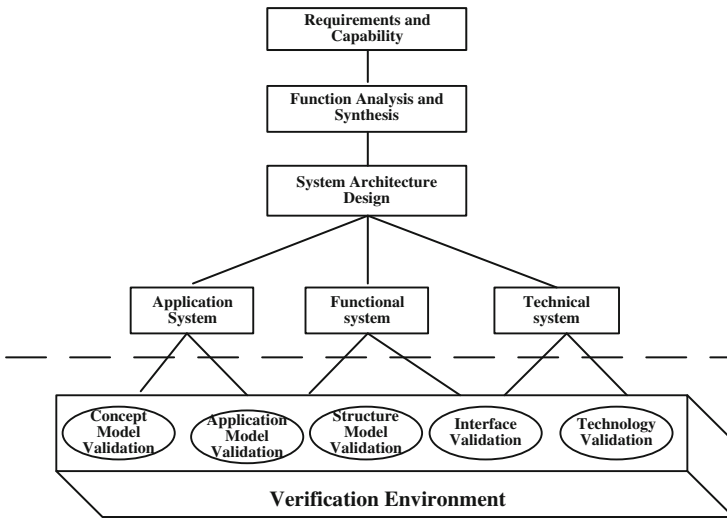 Requirements and
Capability
Function Analysis and
Synthesis
System Architecture
Design
Application
System
Functional
system
Technical
system
Concept
Model
Validation
Application
Model
Validation
Structure
Model
Validation
Interface
Validation
Technology
Validation
Verification Environment